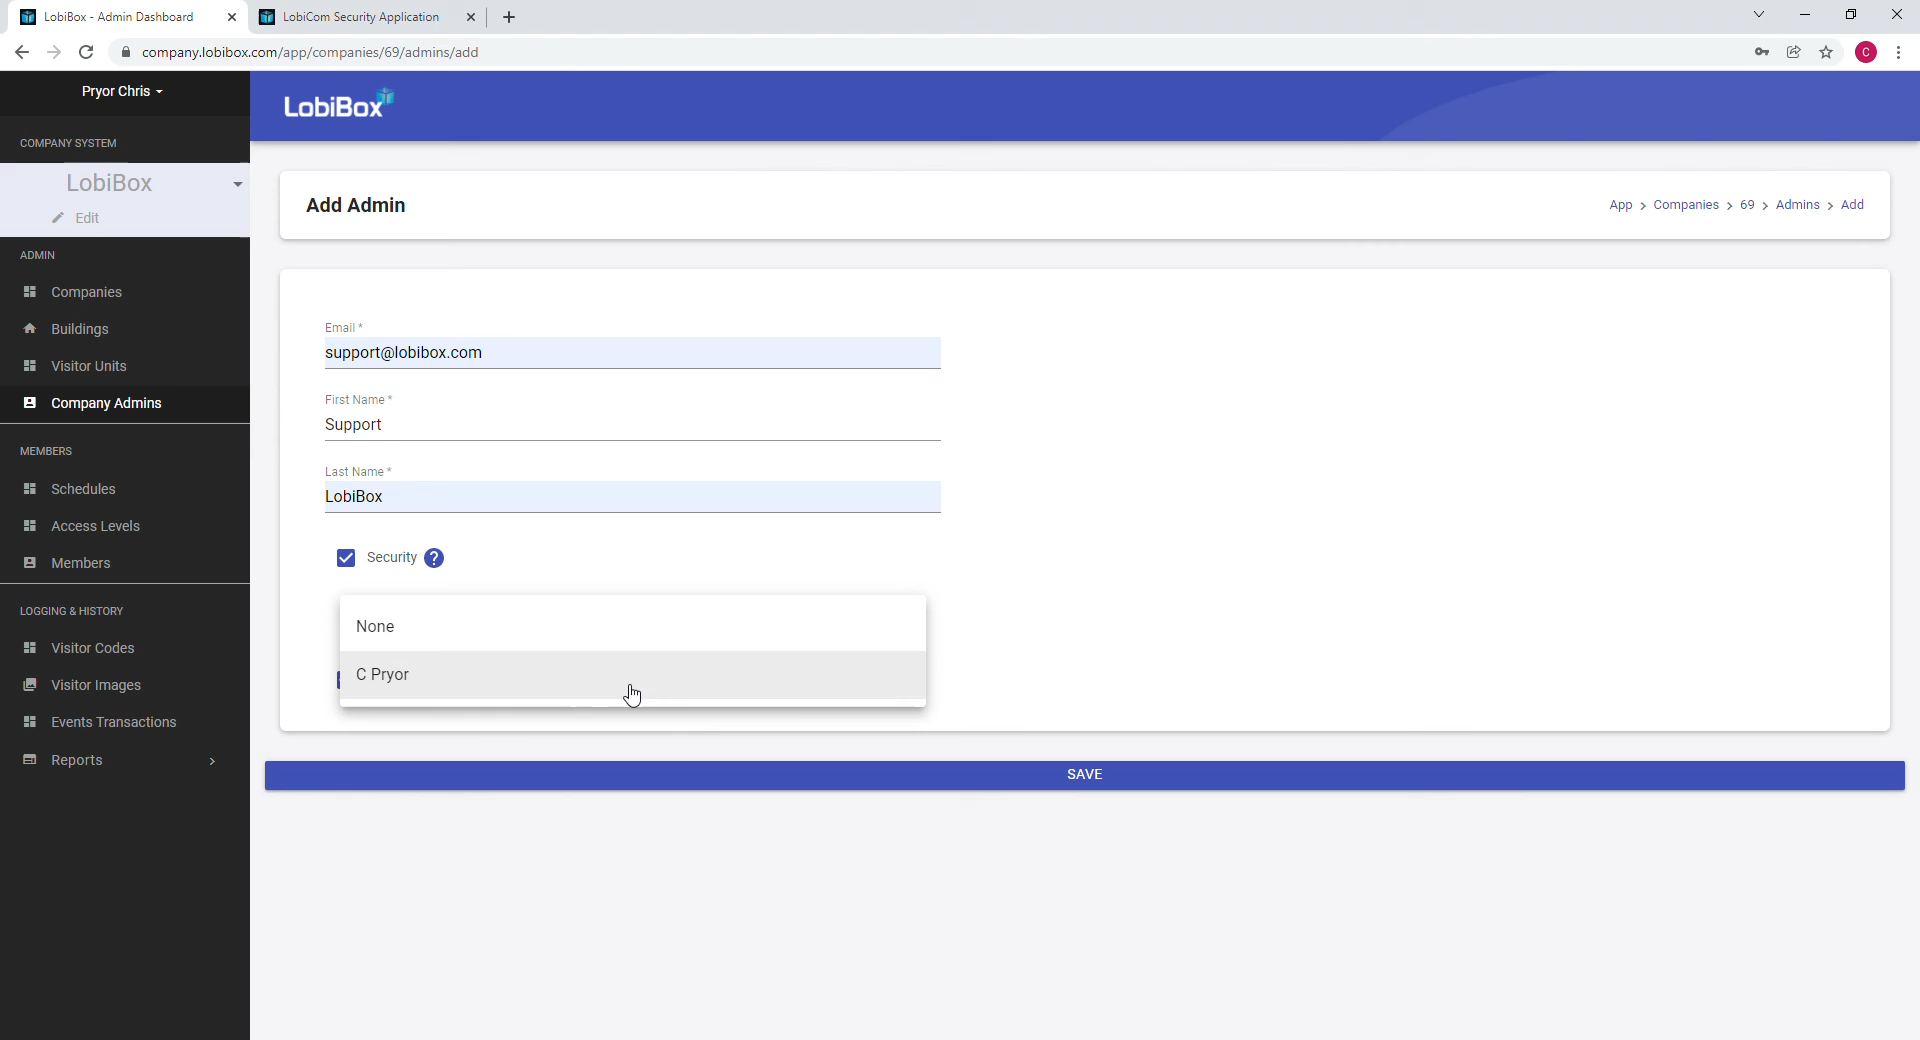 LobiBox - Admin Dashboard
LobiCom Security Application
company.lobibox.com/app/companies/69/admins/add
C
Pryor Chris
LobiBox
COMPANY SYSTEM
LobiBox
Edit
Add Admin
App > Companies > 69 > Admins > Add
ADMIN
Companies
Buildings
Visitor Units
Company Admins
MEMBERS
Schedules
Access Levels
Members
LOGGING & HISTORY
Visitor Codes
Visitor Images
Events Transactions
Reports
Email *
support@lobibox.com
First Name *
Support
Last Name *
LobiBox
Security ?
None
C Pryor
SAVE